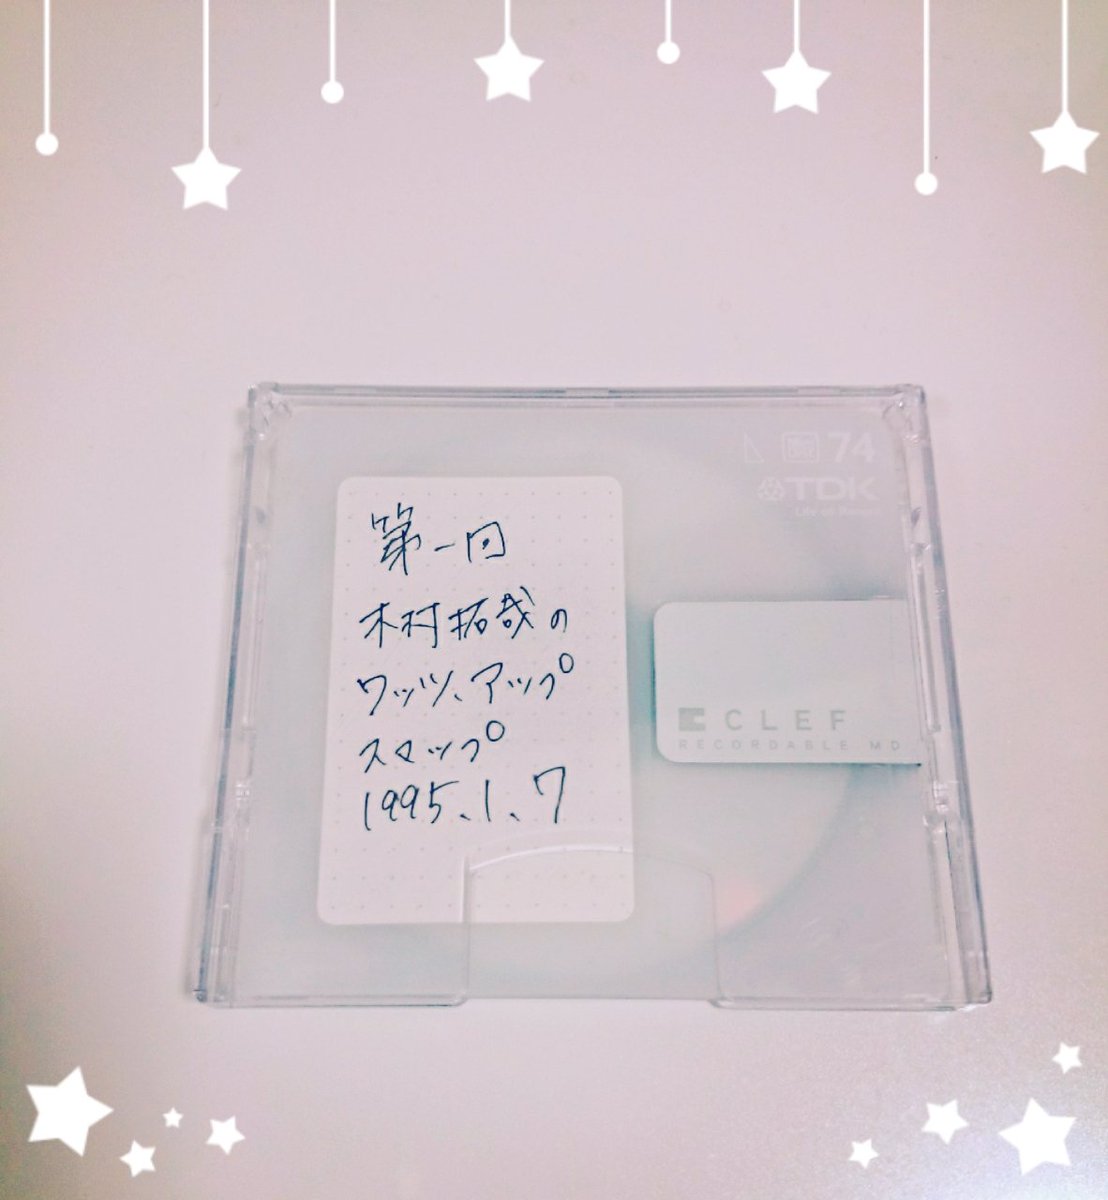 74
TDK
Life on Record
第一回
木村拓哉の
ワッツ、アップ
スマップ
1995.1.7
CLEF
RECORDABLE MD